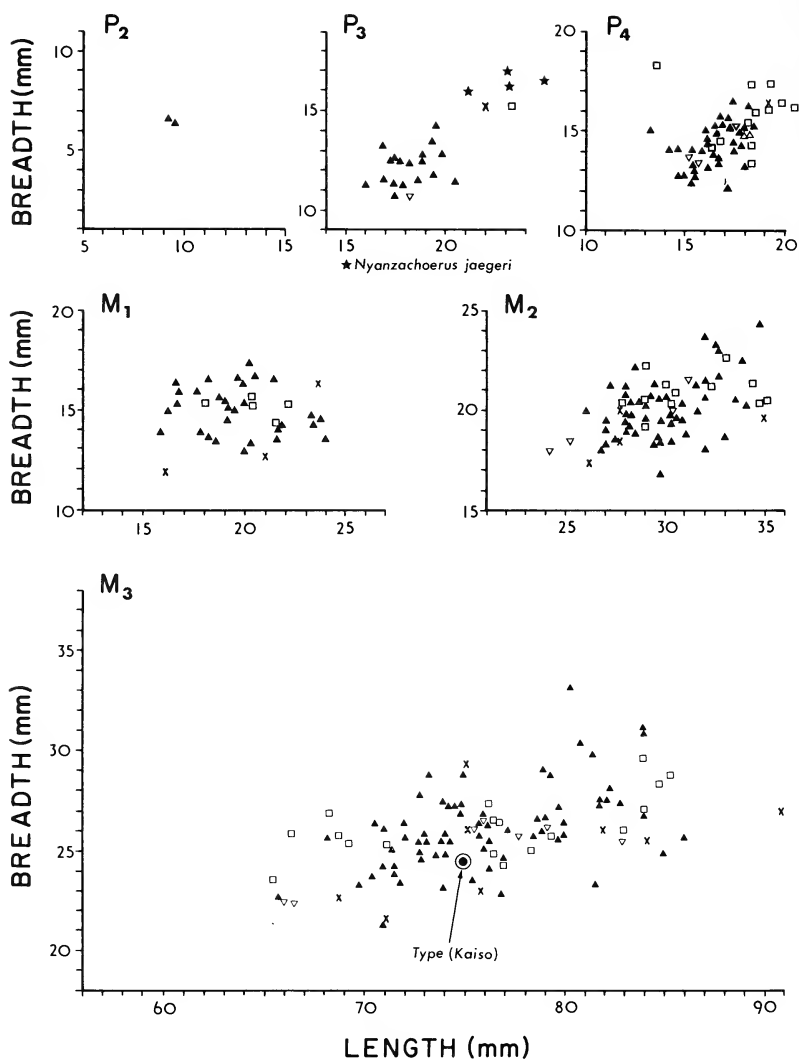 P2
P3
P4
BREADTH (mm)
10
5
5 10 15
15
10
15 20
20
15
10
10 15 20
★ Nyanzachoerus jaegeri
M1
M2
BREADTH (mm)
20
15
10
15 20 25
25
20
15
25 30 35
M3
BREADTH (mm)
35
30
25
20
Type (Kaiso)
60 70 80 90
LENGTH (mm)